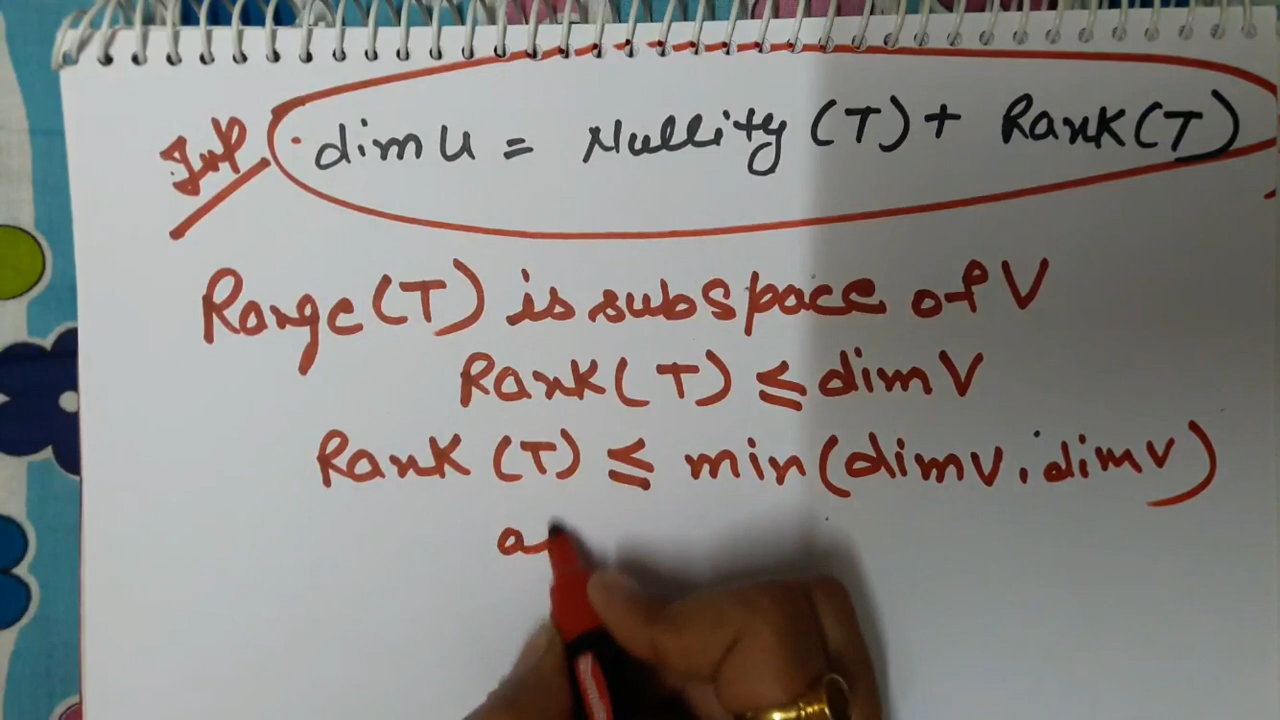 Imp dim U = Nullity (T) + Rank (T)
Range (T) is subspace of V
Rank (T) ≤ dim V
Rank (T) ≤ min (dim V, dim V)
a